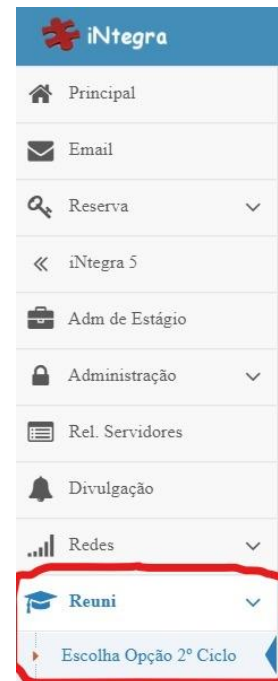 iNtegra
Principal
Email
Reserva
iNtegra 5
Adm de Estágio
Administração
Rel. Servidores
Divulgação
Redes
Reuni
Escolha Opção 2º Ciclo